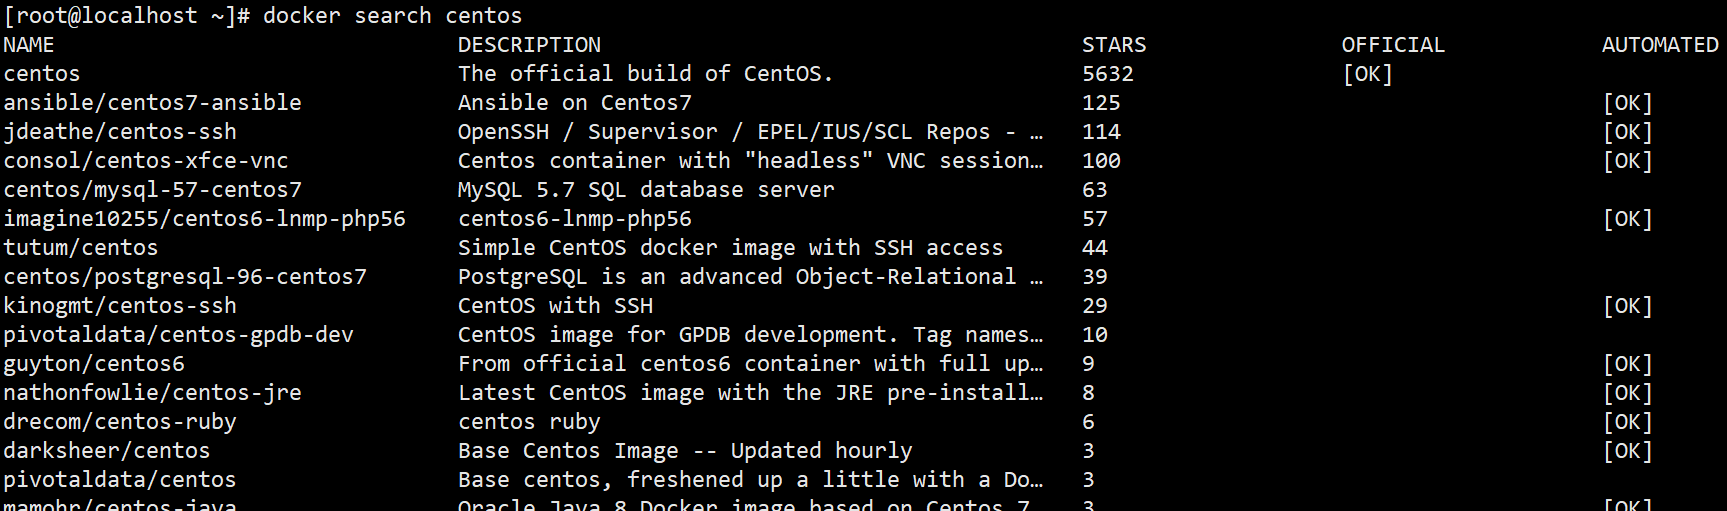 [root@localhost ~]# docker search centos
NAME DESCRIPTION STARS OFFICIAL AUTOMATED
centos The official build of CentOS. 5632 [OK]
ansible/centos7-ansible Ansible on Centos7 125 [OK]
jdeathe/centos-ssh OpenSSH / Supervisor / EPEL/IUS/SCL Repos - … 114 [OK]
consol/centos-xfce-vnc Centos container with "headless" VNC session… 100 [OK]
centos/mysql-57-centos7 MySQL 5.7 SQL database server 63
imagine10255/centos6-lnmp-php56 centos6-lnmp-php56 57 [OK]
tutum/centos Simple CentOS docker image with SSH access 44
centos/postgresql-96-centos7 PostgreSQL is an advanced Object-Relational … 39
kinogmt/centos-ssh CentOS with SSH 29 [OK]
pivotaldata/centos-gpdb-dev CentOS image for GPDB development. Tag names… 10
guyton/centos6 From official centos6 container with full up… 9 [OK]
nathonfowlie/centos-jre Latest CentOS image with the JRE pre-install… 8 [OK]
drecom/centos-ruby centos ruby 6 [OK]
darksheer/centos Base Centos Image -- Updated hourly 3 [OK]
pivotaldata/centos Base centos, freshened up a little with a Do… 3
mamohr/centos-java Oracle Java 8 Docker image based on Centos 7 3 [OK]